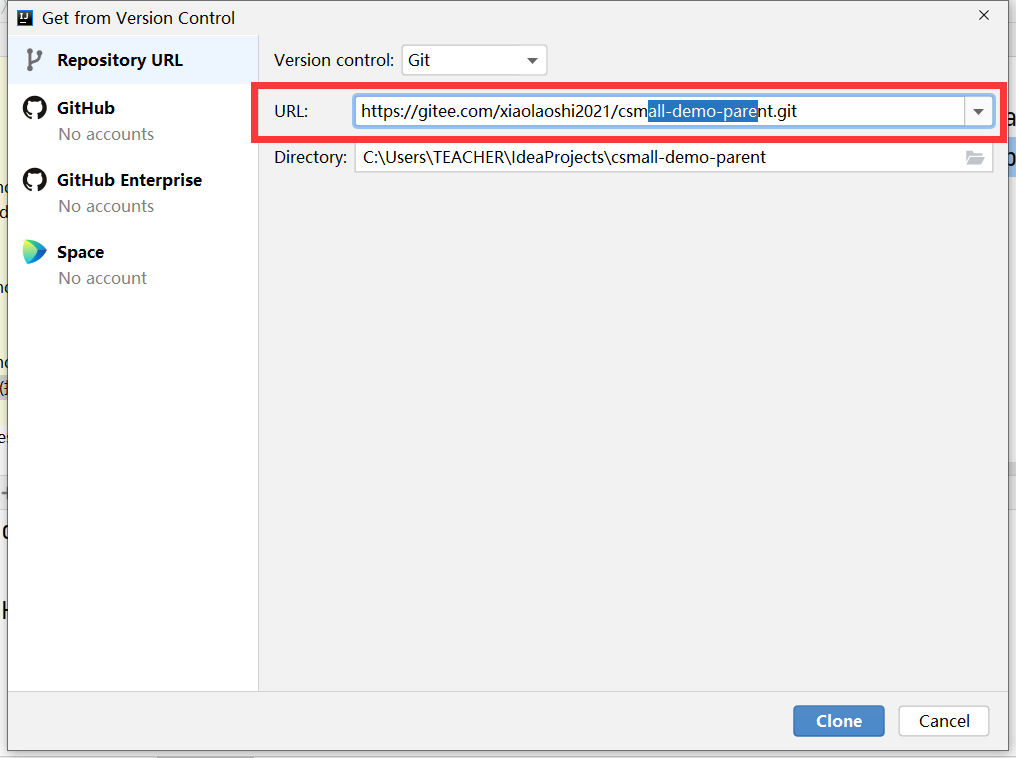 Get from Version Control
Repository URL
GitHub
No accounts
GitHub Enterprise
No accounts
Space
No account
Version control: Git
URL: https://gitee.com/xiaolaoshi2021/csmall-demo-parent.git
Directory: C:\Users\TEACHER\IdeaProjects\csmall-demo-parent
Clone Cancel